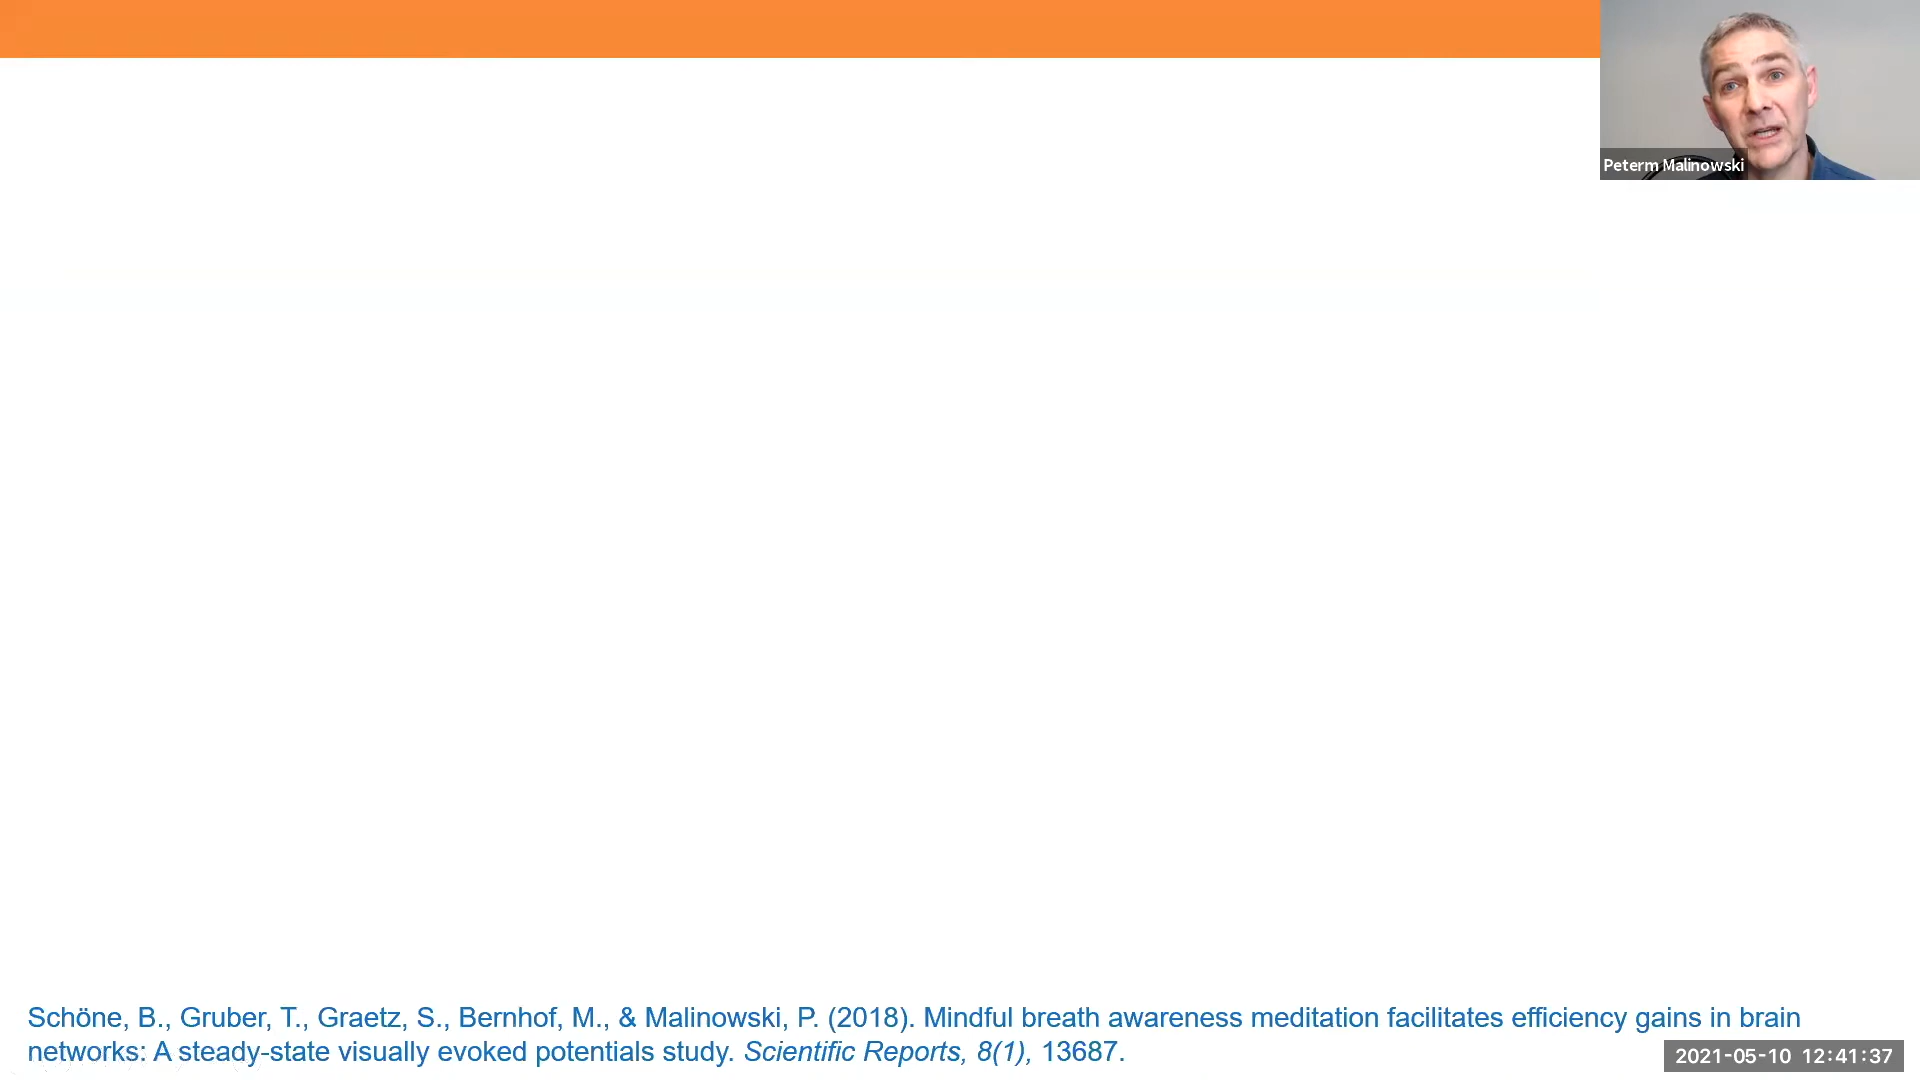 Peterm Malinowski
Schöne, B., Gruber, T., Graetz, S., Bernhof, M., & Malinowski, P. (2018). Mindful breath awareness meditation facilitates efficiency gains in brain
networks: A steady-state visually evoked potentials study. Scientific Reports, 8(1), 13687.
2021-05-10 12:41:37